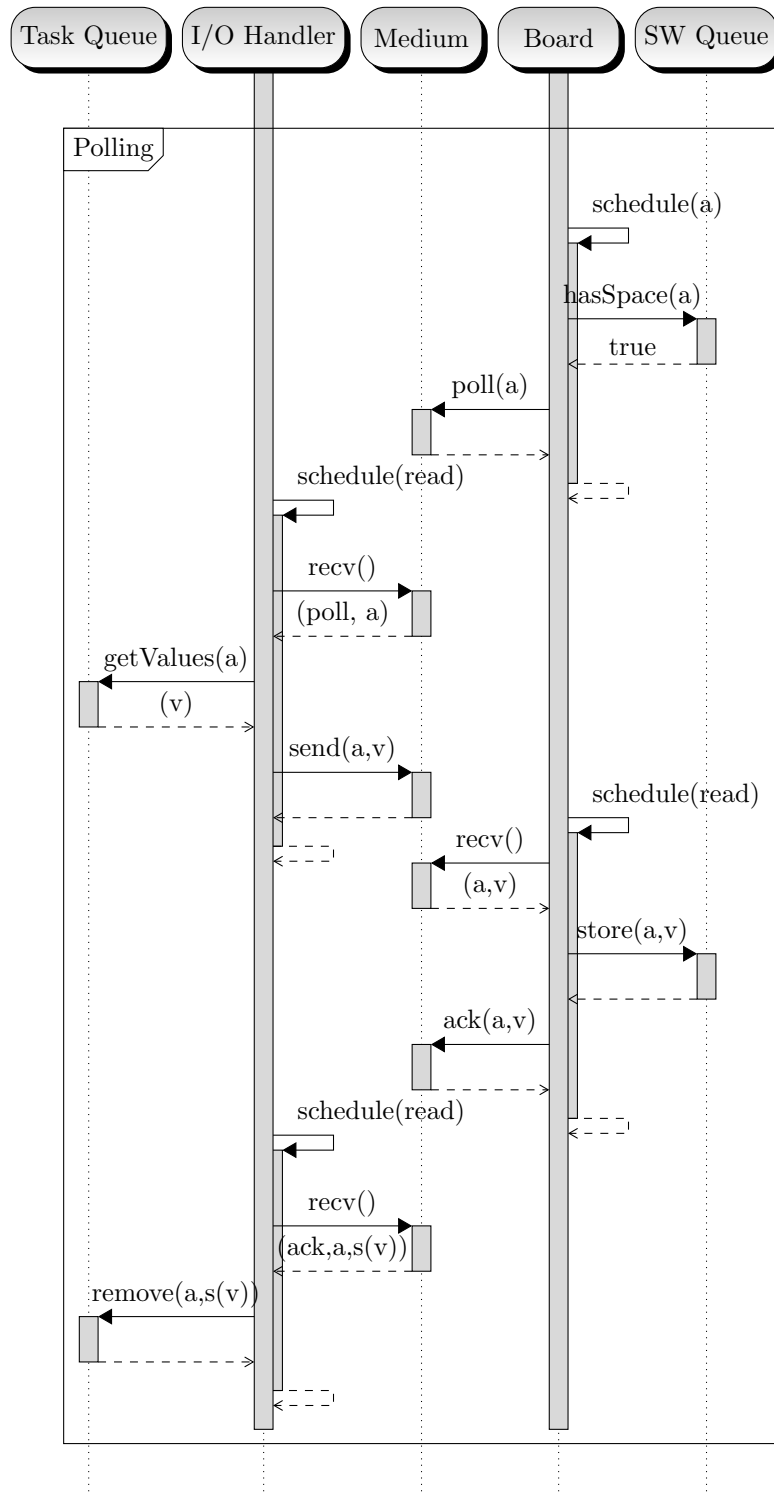 Task Queue
I/O Handler
Medium
Board
SW Queue
Polling
schedule(a)
hasSpace(a)
true
poll(a)
schedule(read)
recv()
(poll, a)
getValues(a)
(v)
send(a,v)
schedule(read)
recv()
(a,v)
store(a,v)
ack(a,v)
schedule(read)
recv()
(ack,a,s(v))
remove(a,s(v))